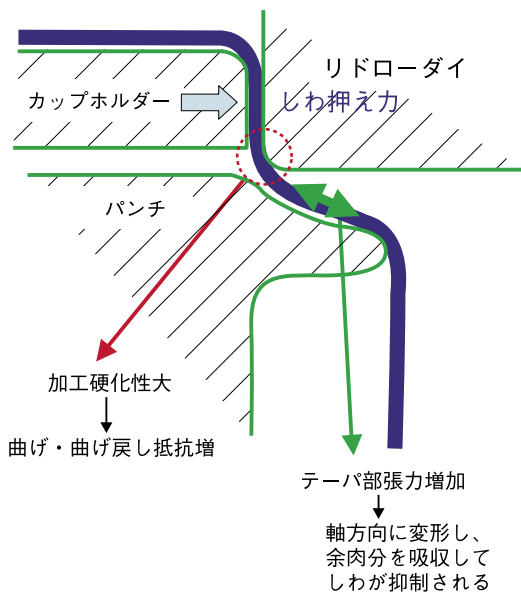 リドローダイ
カップホルダー
しわ押え力
パンチ
加工硬化性大
曲げ・曲げ戻し抵抗増
テーパ部張力増加
軸方向に変形し、
余肉分を吸収して
しわが抑制される